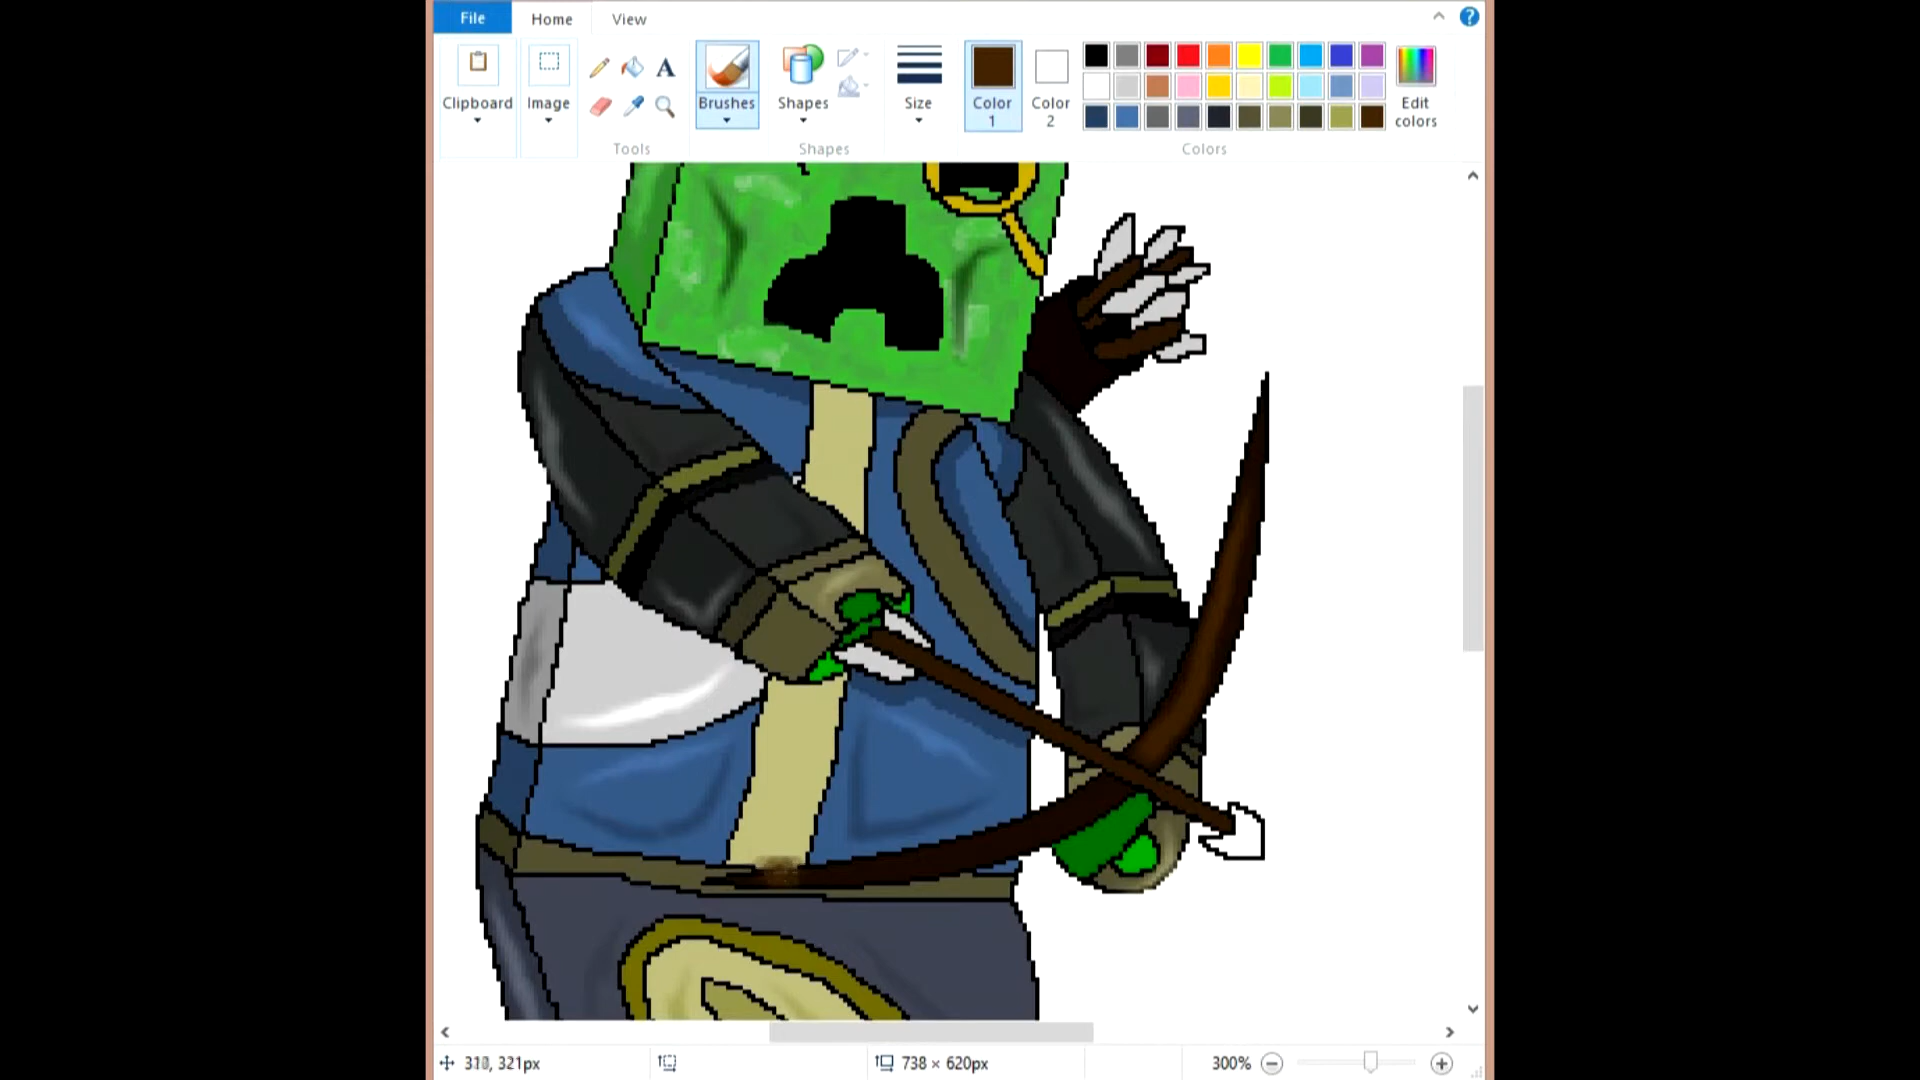 File Home View
Clipboard Image A Brushes Shapes Size Color 1 Color 2 Edit colors
Tools Shapes Colors
321px 738 × 620px 300%